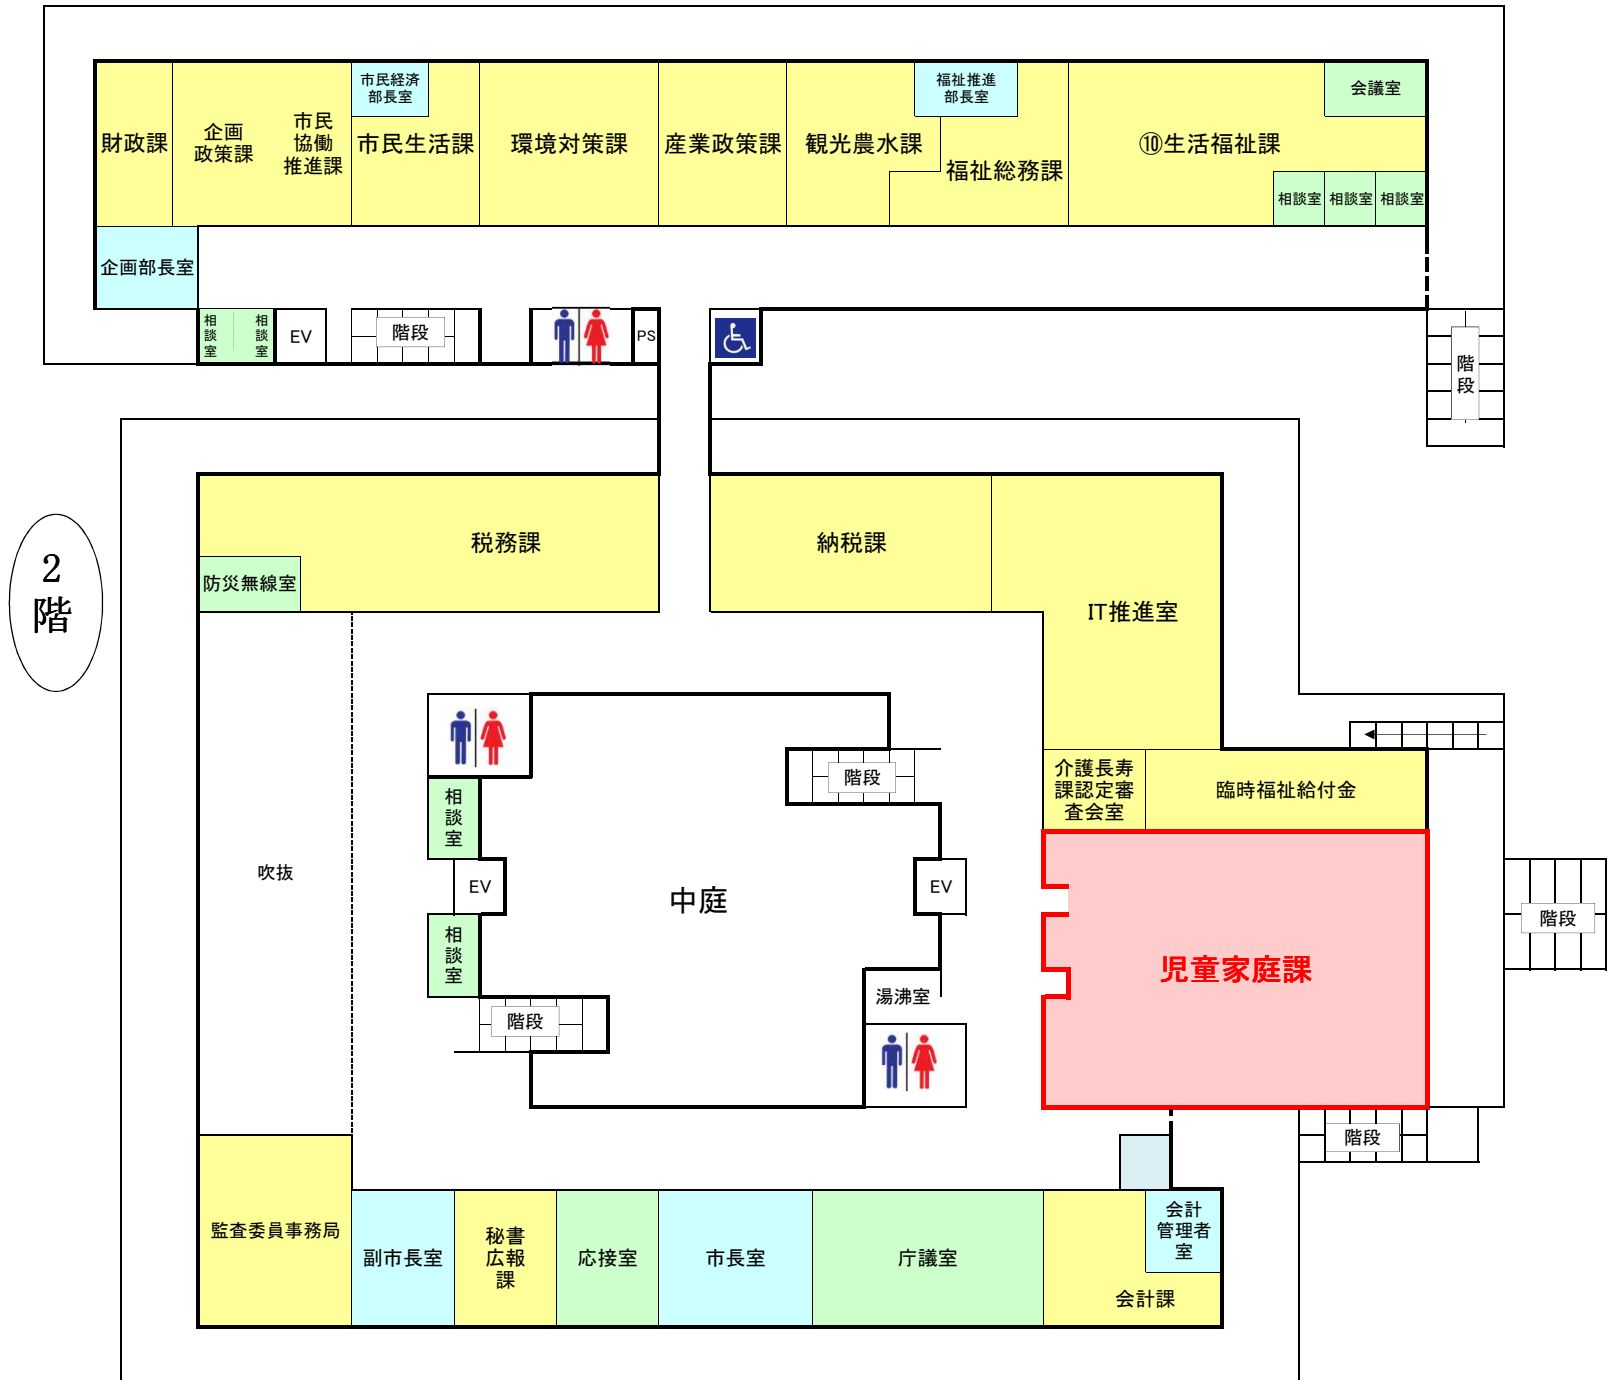 市民経済
部長室
福祉推進
部長室
会議室
財政課
企画
政策課
市民
協働
推進課
市民生活課
環境対策課
産業政策課
観光農水課
福祉総務課
⑩生活福祉課
相談室
相談室
相談室
企画部長室
相談室
相談室
EV
階段
PS
階段
2階
税務課
納税課
防災無線室
IT推進室
階段
介護長寿
課認定審
査会室
臨時福祉給付金
相談室
吹抜
EV
中庭
EV
階段
相談室
児童家庭課
湯沸室
階段
階段
監査委員事務局
副市長室
秘書
広報
課
応接室
市長室
庁議室
会計
管理者
室
会計課